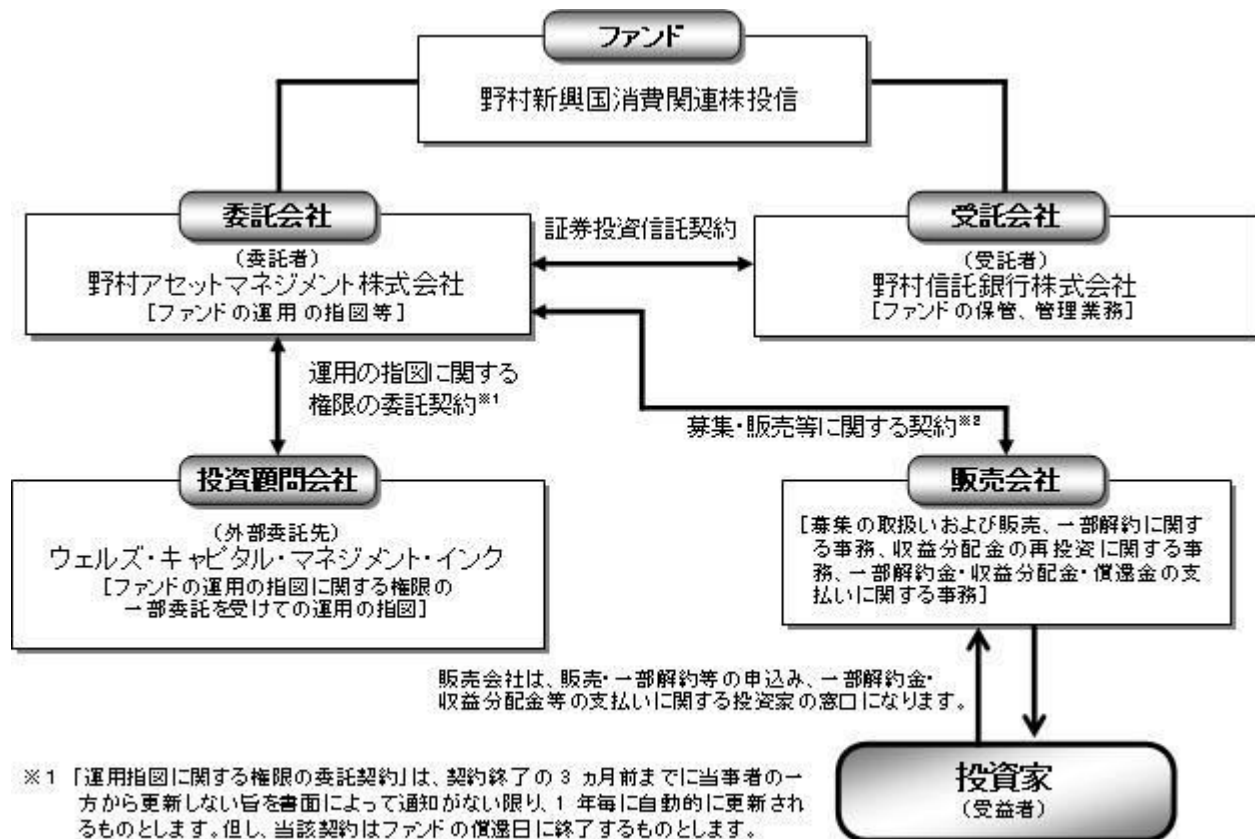 ファンド
野村新興国消費関連株投信
委託会社
(委託者)
野村アセットマネジメント株式会社
[ファンドの運用の指図等]
証券投資信託契約
受託会社
(受託者)
野村信託銀行株式会社
[ファンドの保管、管理業務]
運用の指図に関する
権限の委託契約※1
募集・販売等に関する契約※2
投資顧問会社
(外部委託先)
ウェルズ・キャピタル・マネジメント・インク
[ファンドの運用の指図に関する権限の
一部委託を受けての運用の指図]
販売会社
[募集の取扱いおよび販売、一部解約に関す
る事務、収益分配金の再投資に関する事
務、一部解約金・収益分配金・償還金の支
払いに関する事務]
販売会社は、販売・一部解約等の申込み、一部解約金・
収益分配金等の支払いに関する投資家の窓口になります。
投資家
(受益者)
※1 「運用指図に関する権限の委託契約」は、契約終了の3ヵ月前までに当事者の一
方から更新しない旨を書面によって通知がない限り、1年毎に自動的に更新され
るものとします。但し、当該契約はファンドの償還日に終了するものとします。